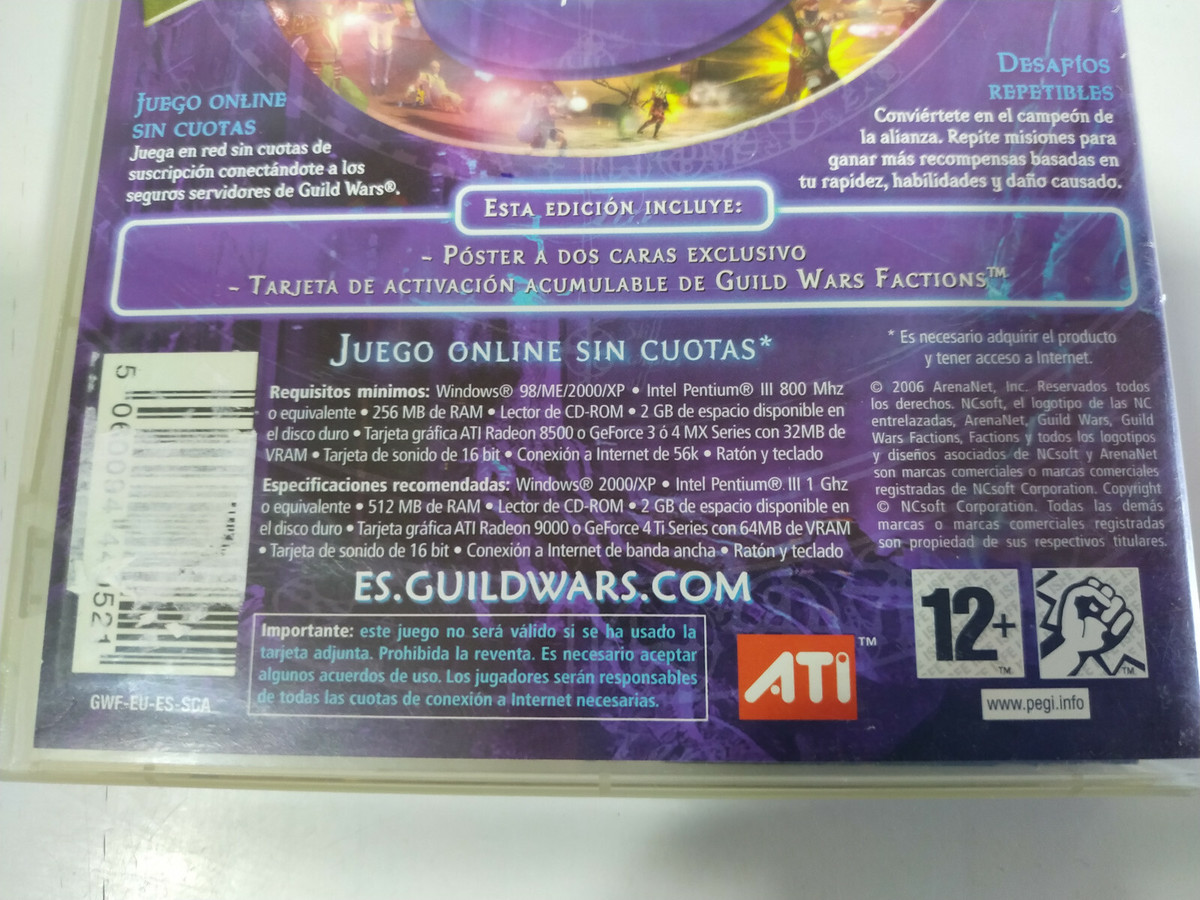 JUEGO ONLINE
SIN CUOTAS
Juega en red sin cuotas de
suscripción conectándote a los
seguros servidores de Guild Wars®.
DESAFÍOS
REPETIBLES
Conviértete en el campeón de
la alianza. Repite misiones para
ganar más recompensas basadas en
tu rapidez, habilidades y daño causado.
ESTA EDICIÓN INCLUYE:
- PÓSTER A DOS CARAS EXCLUSIVO
- TARJETA DE ACTIVACIÓN ACUMULABLE DE GUILD WARS FACTIONS™
JUEGO ONLINE SIN CUOTAS*
Requisitos mínimos: Windows® 98/ME/2000/XP • Intel Pentium® III 800 Mhz
o equivalente • 256 MB de RAM • Lector de CD-ROM • 2 GB de espacio disponible en
el disco duro • Tarjeta gráfica ATI Radeon 8500 o GeForce 3 ó 4 MX Series con 32MB de
VRAM • Tarjeta de sonido de 16 bit • Conexión a Internet de 56k • Ratón y teclado
Especificaciones recomendadas: Windows® 2000/XP • Intel Pentium® III 1 Ghz
o equivalente • 512 MB de RAM • Lector de CD-ROM • 2 GB de espacio disponible en
el disco duro • Tarjeta gráfica ATI Radeon 9000 o GeForce 4 Ti Series con 64MB de VRAM
• Tarjeta de sonido de 16 bit • Conexión a Internet de banda ancha • Ratón y teclado
ES.GUILDWARS.COM
* Es necesario adquirir el producto
y tener acceso a Internet.
© 2006 ArenaNet, Inc. Reservados todos
los derechos. NCsoft, el logotipo de las NC
entrelazadas, ArenaNet, Guild Wars, Guild
Wars Factions, Factions y todos los logotipos
y diseños asociados de NCsoft y ArenaNet
son marcas comerciales o marcas comerciales
registradas de NCsoft Corporation. Copyright
© NCsoft Corporation. Todas las demás
marcas o marcas comerciales registradas
son propiedad de sus respectivos titulares.
Importante: este juego no será válido si se ha usado la
tarjeta adjunta. Prohibida la reventa. Es necesario aceptar
algunos acuerdos de uso. Los jugadores serán responsables
de todas las cuotas de conexión a Internet necesarias.
GWF-EU-ES-SCA
ATI™
12+
www.pegi.info